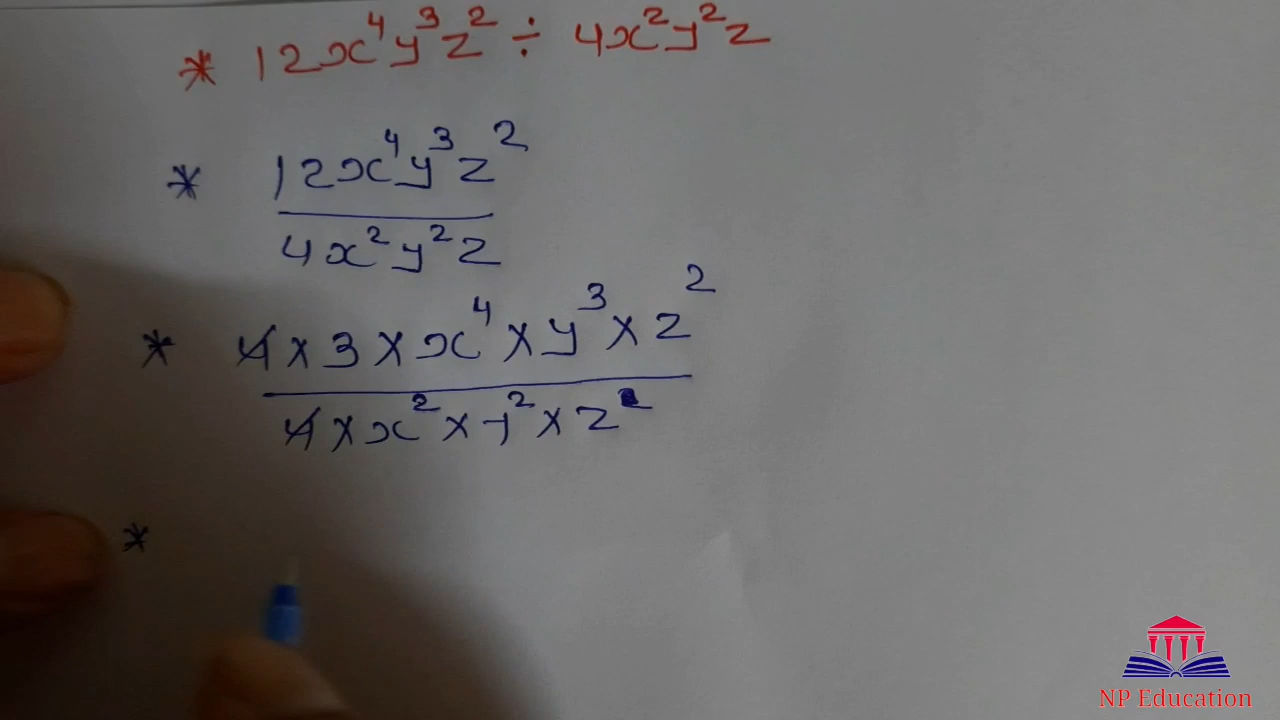 * 12x⁴y³z² ÷ 4x²y²z
* 12x⁴y³z²
4x²y²z
* 4 × 3 × x⁴ × y³ × z²
4 × x² × y² × z
*
NP Education